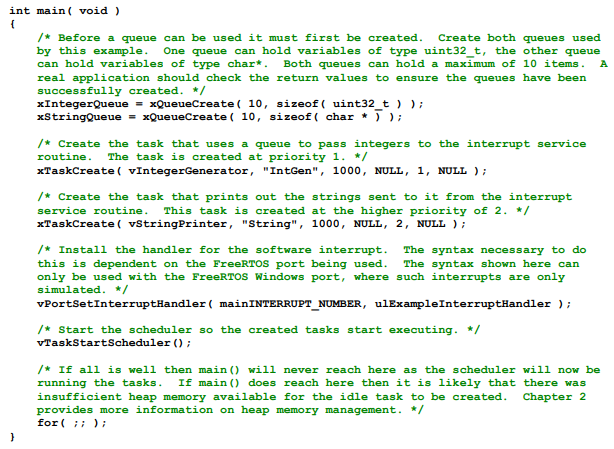 int main( void )
{
/* Before a queue can be used it must first be created.  Create both queues used
by this example.  One queue can hold variables of type uint32_t, the other queue
can hold variables of type char*.  Both queues can hold a maximum of 10 items.  A
real application should check the return values to ensure the queues have been
successfully created. */
xIntegerQueue = xQueueCreate( 10, sizeof( uint32_t ) );
xStringQueue = xQueueCreate( 10, sizeof( char * ) );
/* Create the task that uses a queue to pass integers to the interrupt service
routine.  The task is created at priority 1. */
xTaskCreate( vIntegerGenerator, "IntGen", 1000, NULL, 1, NULL );
/* Create the task that prints out the strings sent to it from the interrupt
service routine.  This task is created at the higher priority of 2. */
xTaskCreate( vStringPrinter, "String", 1000, NULL, 2, NULL );
/* Install the handler for the software interrupt.  The syntax necessary to do
this is dependent on the FreeRTOS port being used.  The syntax shown here can
only be used with the FreeRTOS Windows port, where such interrupts are only
simulated. */
vPortSetInterruptHandler( mainINTERRUPT_NUMBER, ulExampleInterruptHandler );
/* Start the scheduler so the created tasks start executing. */
vTaskStartScheduler();
/* If all is well then main() will never reach here as the scheduler will now be
running the tasks.  If main() does reach here then it is likely that there was
insufficient heap memory available for the idle task to be created.  Chapter 2
provides more information on heap memory management. */
for( ;; );
}